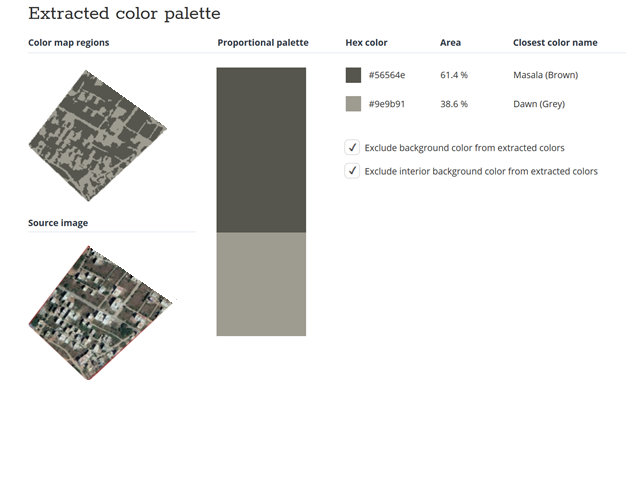 Extracted color palette
Color map regions
Proportional palette
Hex color
Area
Closest color name
#56564e
61.4 %
Masala (Brown)
#9e9b91
38.6 %
Dawn (Grey)
Exclude background color from extracted colors
Exclude interior background color from extracted colors
Source image